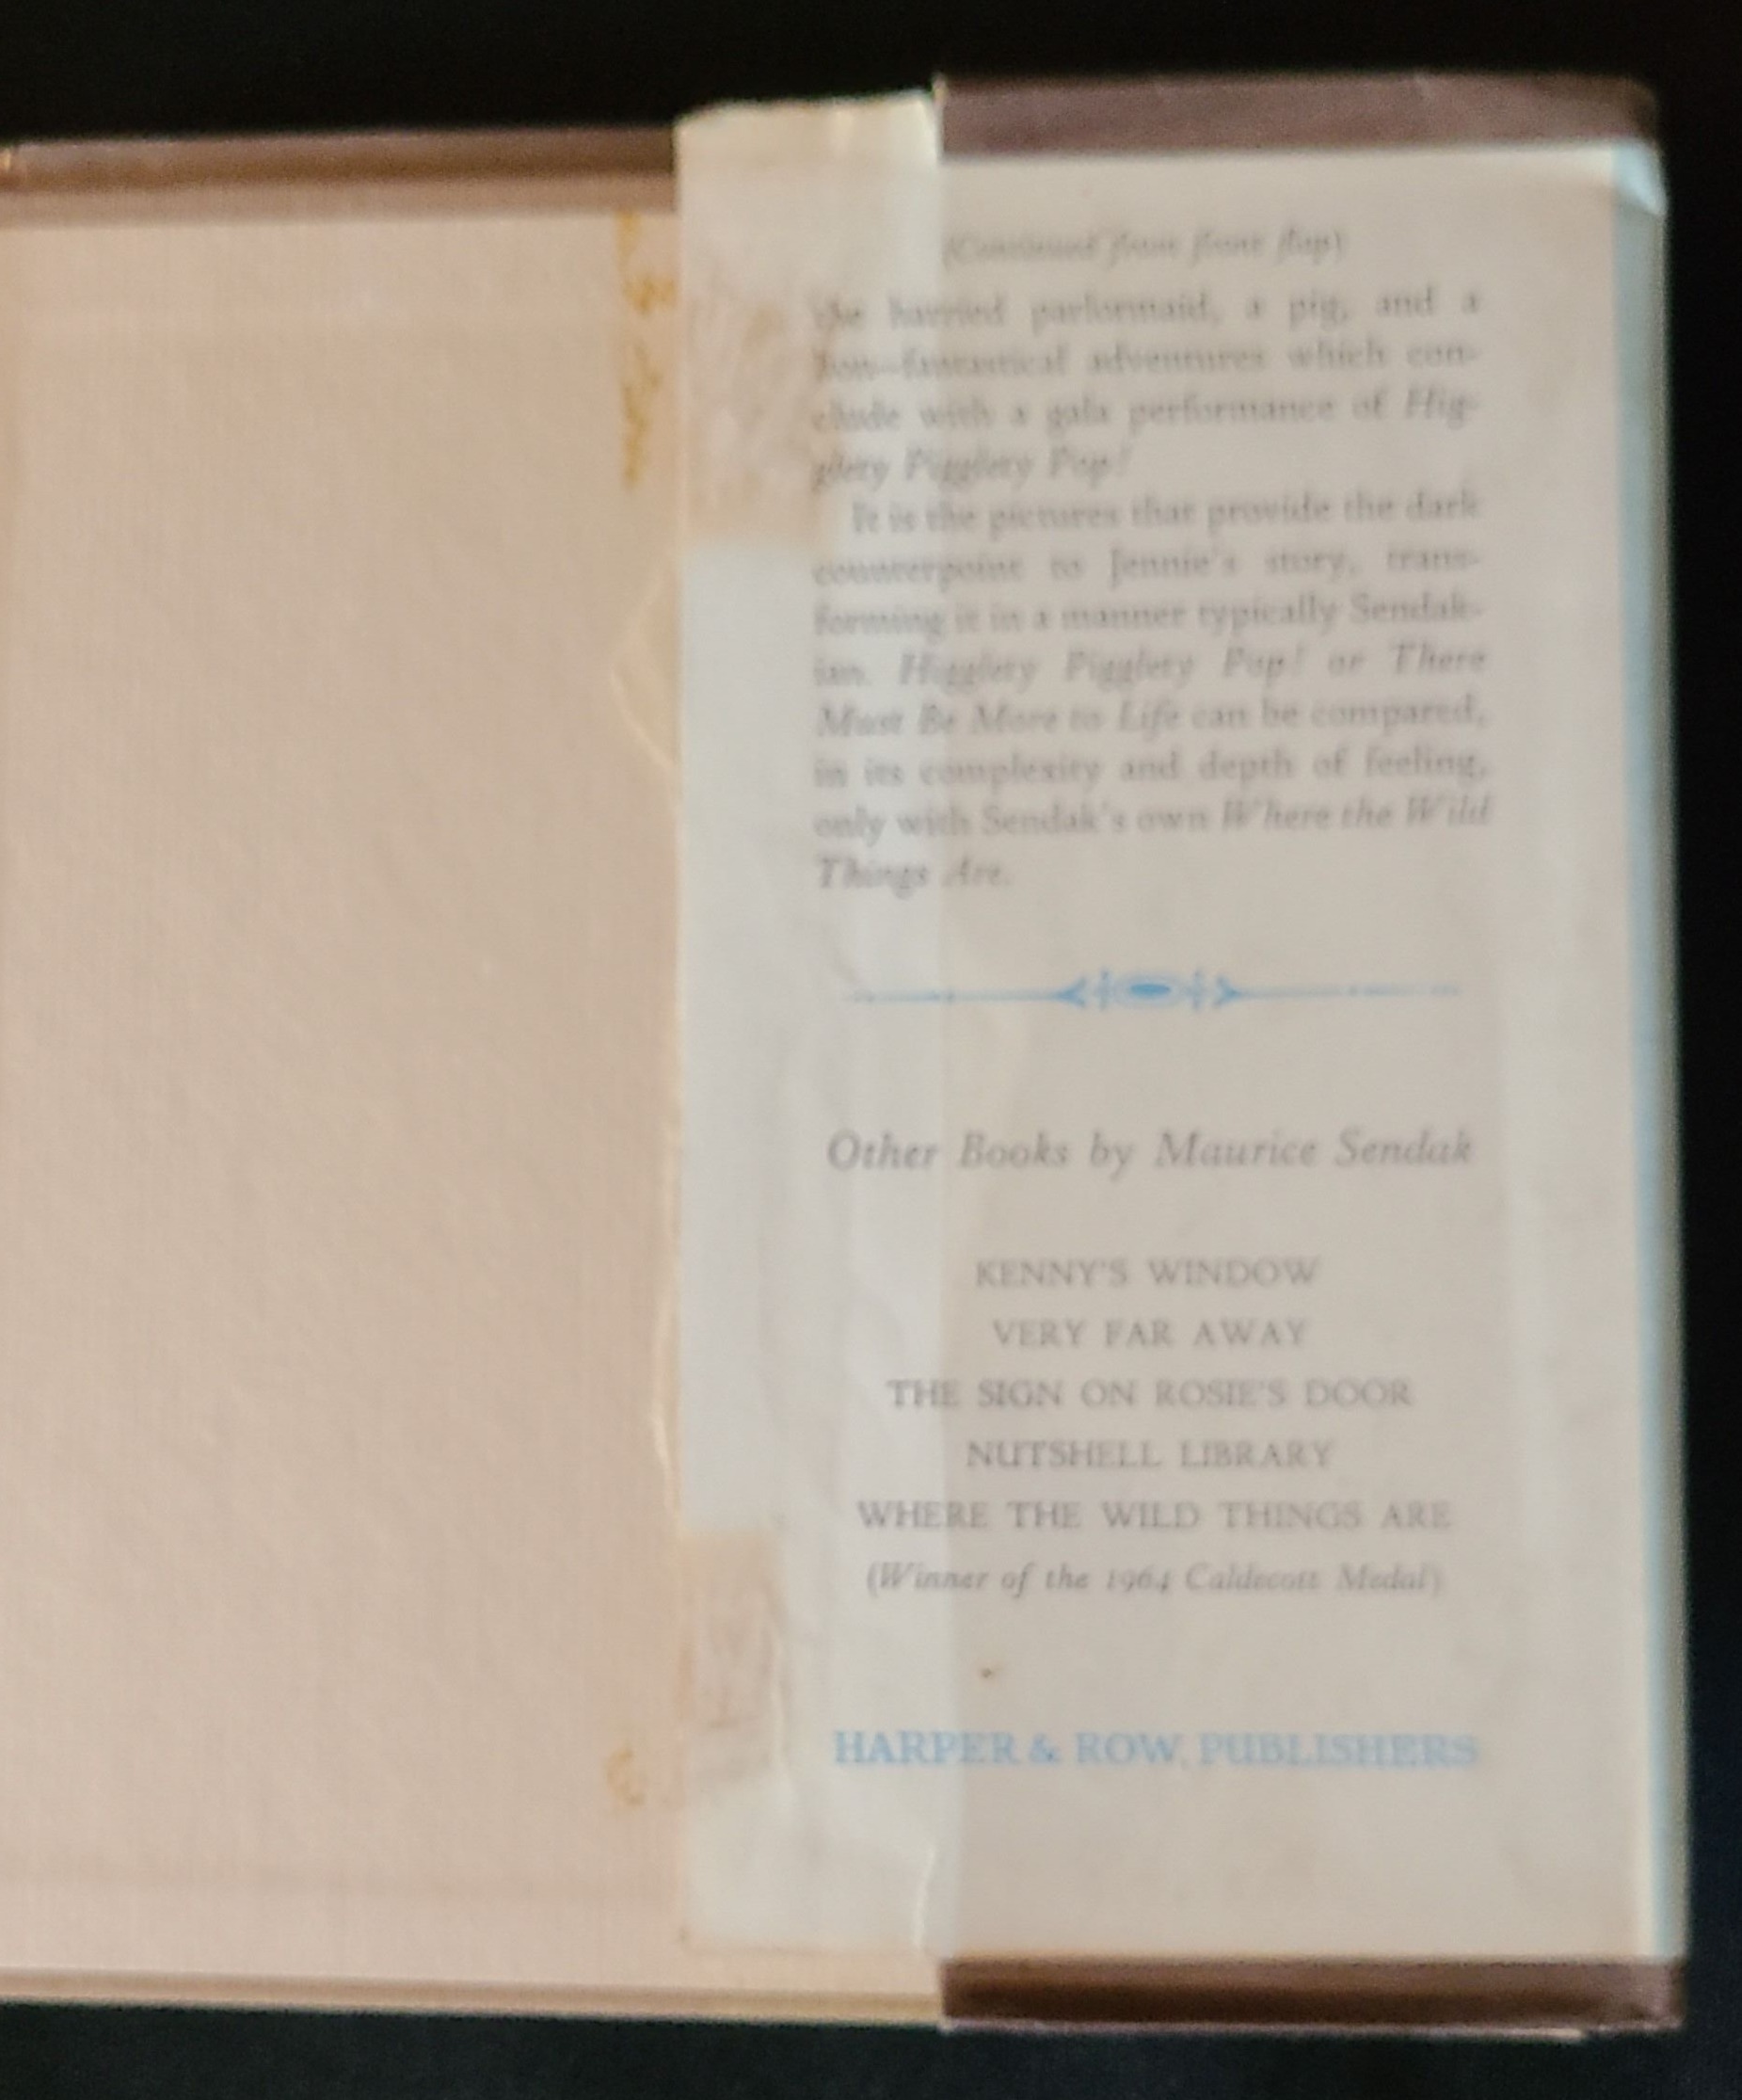 (Continued from front flap)
the harried parlormaid, a pig, and a
lion—fantastical adventures which con-
clude with a gala performance of Hig-
glety Pigglety Pop!
It is the pictures that provide the dark
counterpoint to Jennie's story, trans-
forming it in a manner typically Sendak-
ian. Higglety Pigglety Pop! or There
Must Be More to Life can be compared,
in its complexity and depth of feeling,
only with Sendak's own Where the Wild
Things Are.
Other Books by Maurice Sendak
KENNY'S WINDOW
VERY FAR AWAY
THE SIGN ON ROSIE'S DOOR
NUTSHELL LIBRARY
WHERE THE WILD THINGS ARE
(Winner of the 1964 Caldecott Medal)
HARPER & ROW, PUBLISHERS